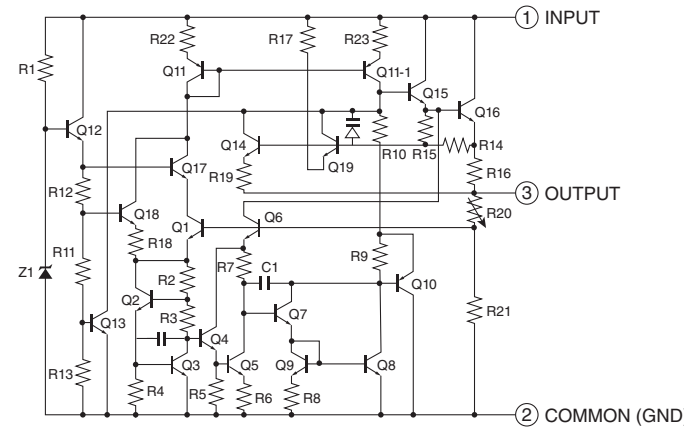 1 INPUT
R22
R17
R23
R1
Q11
Q11-1
Q15
Q16
Q12
Q14
Q19
R10
R15
R14
R16
Q17
R19
R12
3 OUTPUT
Q18
Q6
R20
Q1
R18
R11
R7
C1
R9
Q10
Z1
R2
Q2
R3
Q7
R21
Q13
Q4
Q3
Q5
Q9
Q8
R13
R4
R5
R6
R8
2 COMMON (GND